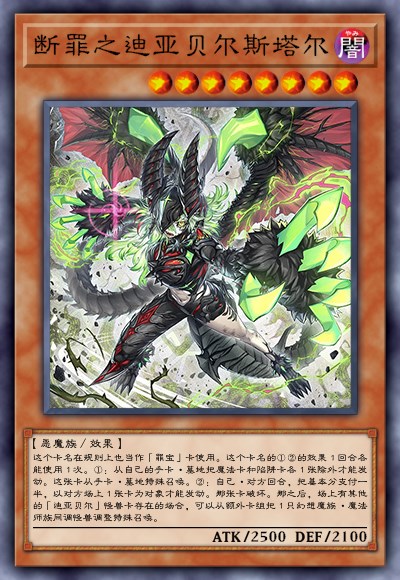 断罪之迪亚贝尔斯塔尔
やみ
闇
【恶魔族/效果】
这个卡名在规则上也当作「罪宝」卡使用。这个卡名的①②的效果1回合各
能使用1次。①:从自己的手卡·墓地把魔法卡和陷阱卡各1张除外才能发
动。这张卡从手卡·墓地特殊召唤。②:自己·对方回合,把基本分支付一
半,以对方场上1张卡为对象才能发动。那张卡破坏。那之后,场上有其他
的「迪亚贝尔」怪兽卡存在的场合,可以从额外卡组把1只幻想魔族·魔法
师族同调怪兽调整特殊召唤。
ATK/2500 DEF/2100